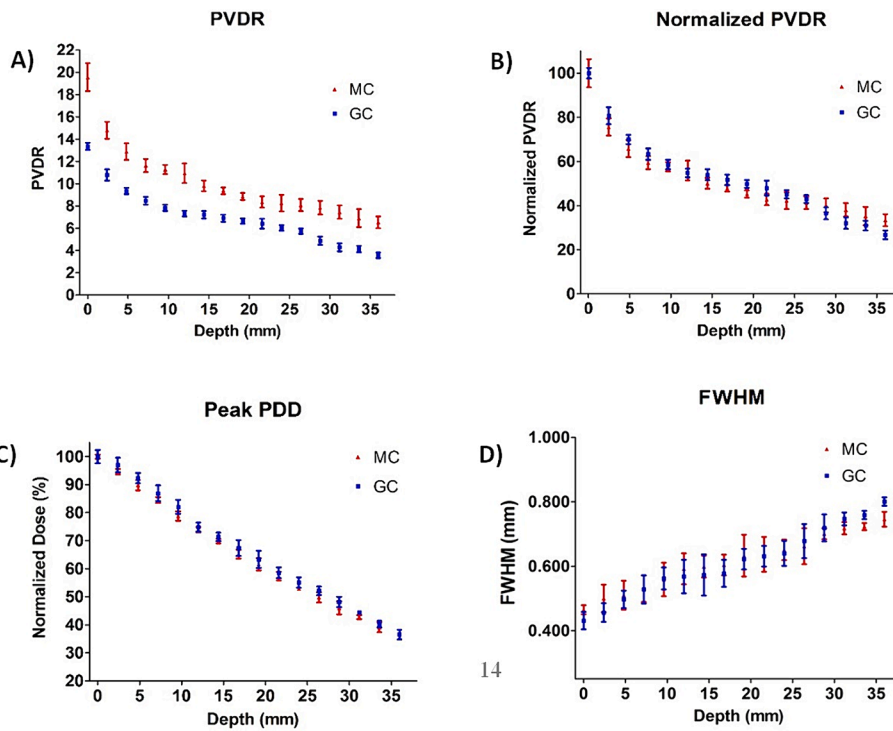 PVDR
A)
22
20
18
16
14
12
10
8
6
4
2
0
PVDR
MC
GC
0 5 10 15 20 25 30 35
Depth (mm)
Normalized PVDR
B)
100
80
60
40
20
0
Normalized PVDR
MC
GC
0 5 10 15 20 25 30 35
Depth (mm)
Peak PDD
C)
100
90
80
70
60
50
40
30
20
Normalized Dose (%)
MC
GC
0 5 10 15 20 25 30 35
Depth (mm)
FWHM
D)
1.000
0.800
0.600
0.400
FWHM (mm)
MC
GC
0 5 10 15 20 25 30 35
Depth (mm)
14